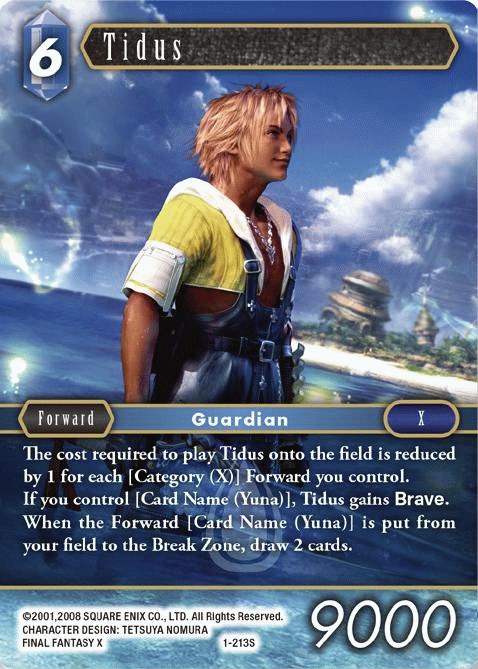 6
Tidus
Forward
Guardian
X
The cost required to play Tidus onto the field is reduced
by 1 for each [Category (X)] Forward you control.
If you control [Card Name (Yuna)], Tidus gains Brave.
When the Forward [Card Name (Yuna)] is put from
your field to the Break Zone, draw 2 cards.
©2001,2008 SQUARE ENIX CO., LTD. All Rights Reserved.
CHARACTER DESIGN: TETSUYA NOMURA
FINAL FANTASY X
1-213S
9000